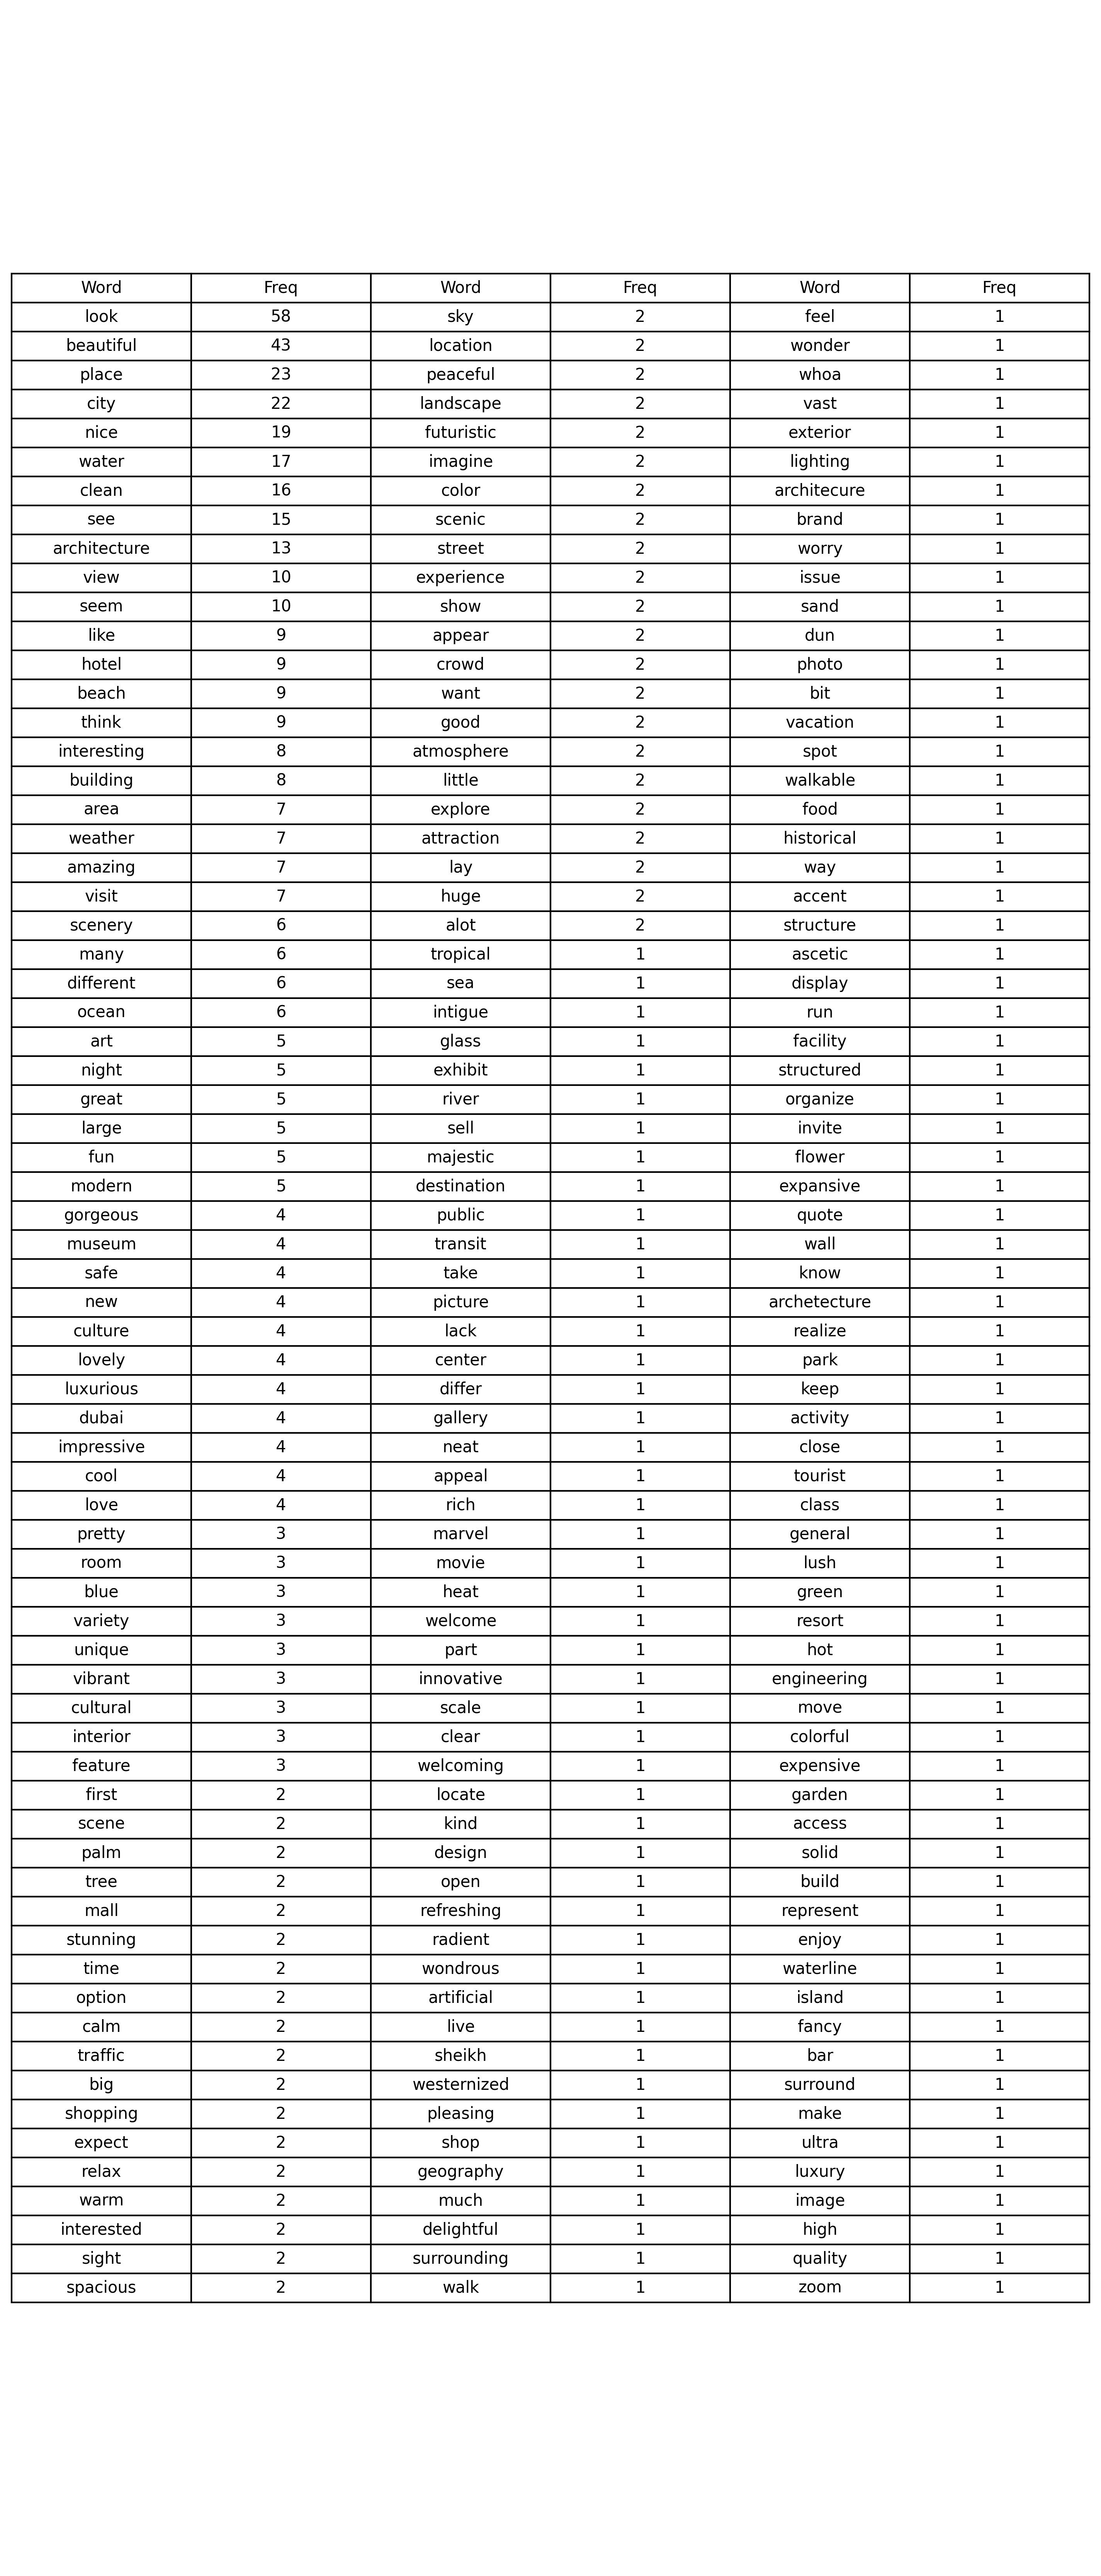 Word Freq Word Freq Word Freq
look 58 sky 2 feel 1
beautiful 43 location 2 wonder 1
place 23 peaceful 2 whoa 1
city 22 landscape 2 vast 1
nice 19 futuristic 2 exterior 1
water 17 imagine 2 lighting 1
clean 16 color 2 architecure 1
see 15 scenic 2 brand 1
architecture 13 street 2 worry 1
view 10 experience 2 issue 1
seem 10 show 2 sand 1
like 9 appear 2 dun 1
hotel 9 crowd 2 photo 1
beach 9 want 2 bit 1
think 9 good 2 vacation 1
interesting 8 atmosphere 2 spot 1
building 8 little 2 walkable 1
area 7 explore 2 food 1
weather 7 attraction 2 historical 1
amazing 7 lay 2 way 1
visit 7 huge 2 accent 1
scenery 6 alot 2 structure 1
many 6 tropical 1 ascetic 1
different 6 sea 1 display 1
ocean 6 intigue 1 run 1
art 5 glass 1 facility 1
night 5 exhibit 1 structured 1
great 5 river 1 organize 1
large 5 sell 1 invite 1
fun 5 majestic 1 flower 1
modern 5 destination 1 expansive 1
gorgeous 4 public 1 quote 1
museum 4 transit 1 wall 1
safe 4 take 1 know 1
new 4 picture 1 archetecture 1
culture 4 lack 1 realize 1
lovely 4 center 1 park 1
luxurious 4 differ 1 keep 1
dubai 4 gallery 1 activity 1
impressive 4 neat 1 close 1
cool 4 appeal 1 tourist 1
love 4 rich 1 class 1
pretty 3 marvel 1 general 1
room 3 movie 1 lush 1
blue 3 heat 1 green 1
variety 3 welcome 1 resort 1
unique 3 part 1 hot 1
vibrant 3 innovative 1 engineering 1
cultural 3 scale 1 move 1
interior 3 clear 1 colorful 1
feature 3 welcoming 1 expensive 1
first 2 locate 1 garden 1
scene 2 kind 1 access 1
palm 2 design 1 solid 1
tree 2 open 1 build 1
mall 2 refreshing 1 represent 1
stunning 2 radient 1 enjoy 1
time 2 wondrous 1 waterline 1
option 2 artificial 1 island 1
calm 2 live 1 fancy 1
traffic 2 sheikh 1 bar 1
big 2 westernized 1 surround 1
shopping 2 pleasing 1 make 1
expect 2 shop 1 ultra 1
relax 2 geography 1 luxury 1
warm 2 much 1 image 1
interested 2 delightful 1 high 1
sight 2 surrounding 1 quality 1
spacious 2 walk 1 zoom 1